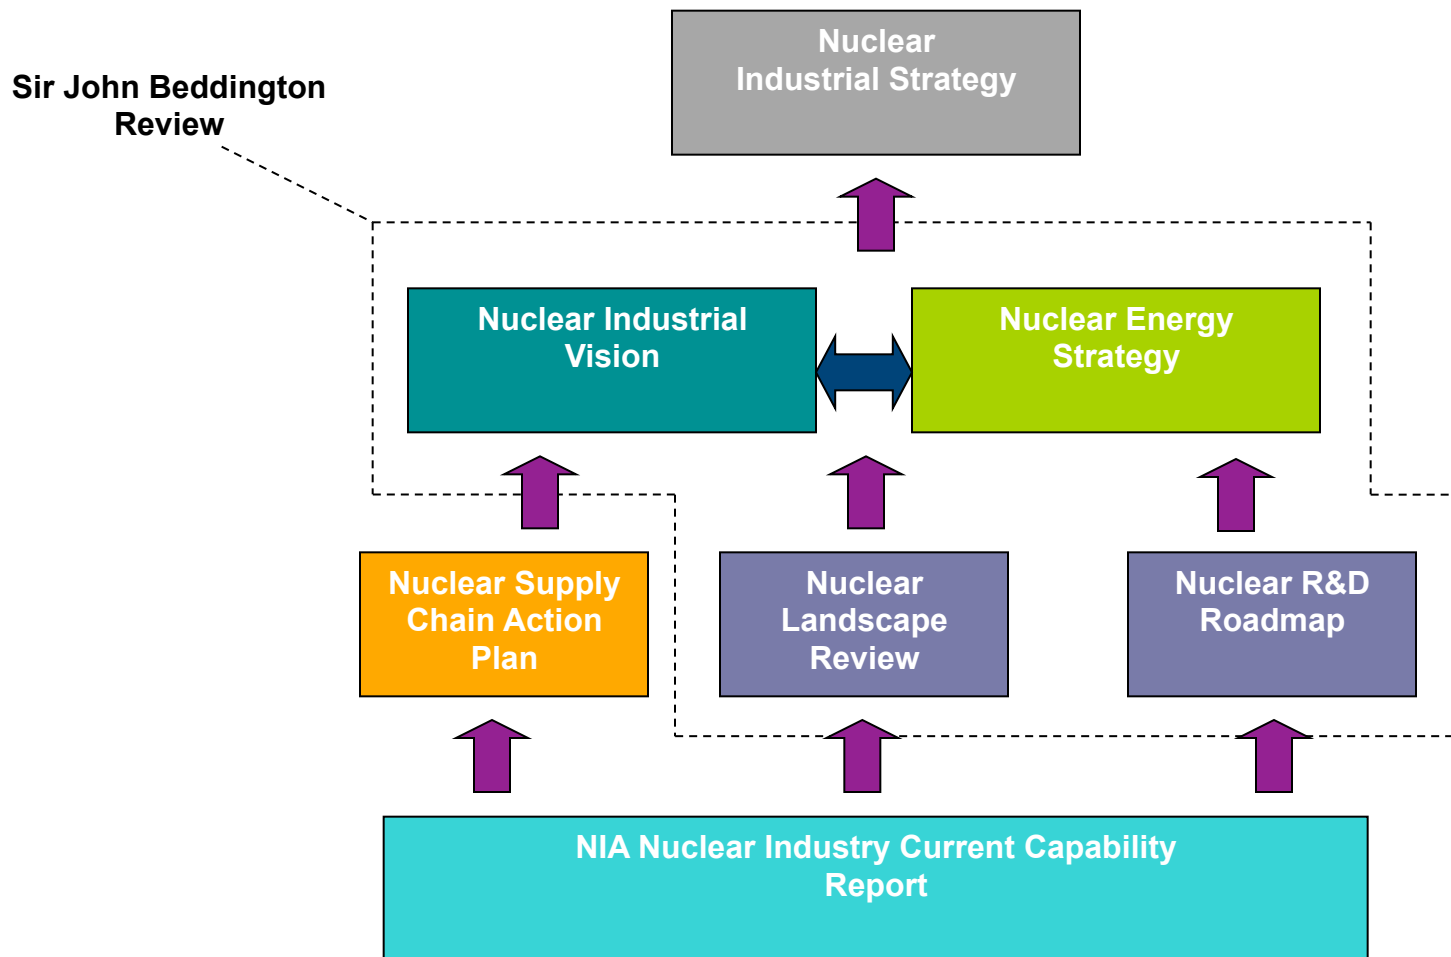 Nuclear
Industrial Strategy
Sir John Beddington
Review
Nuclear Industrial
Vision
Nuclear Energy
Strategy
Nuclear Supply
Chain Action
Plan
Nuclear
Landscape
Review
Nuclear R&D
Roadmap
NIA Nuclear Industry Current Capability
Report